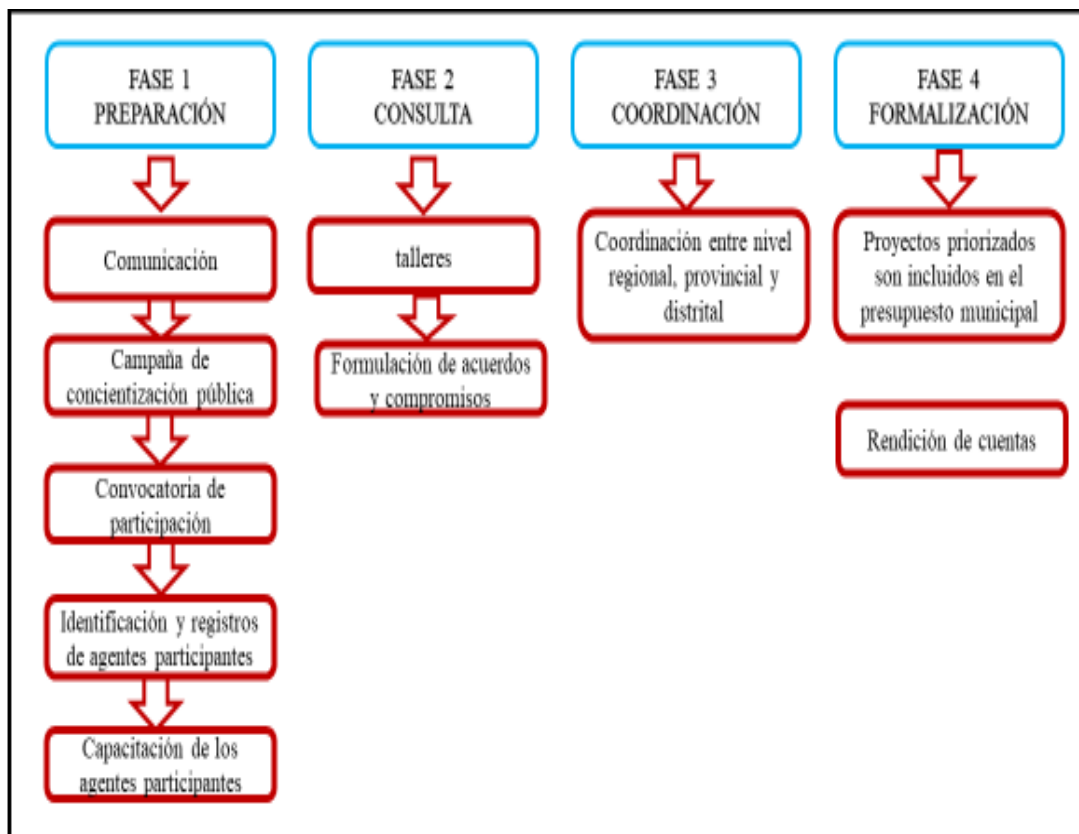 FASE 1
PREPARACIÓN
Comunicación
Campaña de
concientización pública
Convocatoria de
participación
Identificación y registros
de agentes participantes
Capacitación de los
agentes participantes
FASE 2
CONSULTA
talleres
Formulación de acuerdos
y compromisos
FASE 3
COORDINACIÓN
Coordinación entre nivel
regional, provincial y
distrital
FASE 4
FORMALIZACIÓN
Proyectos priorizados
son incluidos en el
presupuesto municipal
Rendición de cuentas